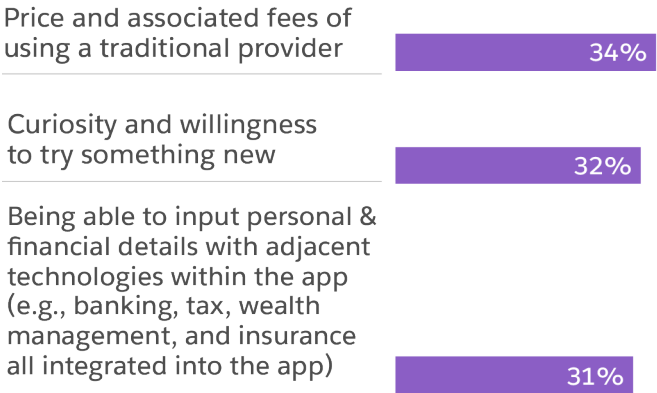 Price and associated fees of
using a traditional provider
34%
Curiosity and willingness
to try something new
32%
Being able to input personal &
financial details with adjacent
technologies within the app
(e.g., banking, tax, wealth
management, and insurance
all integrated into the app)
31%